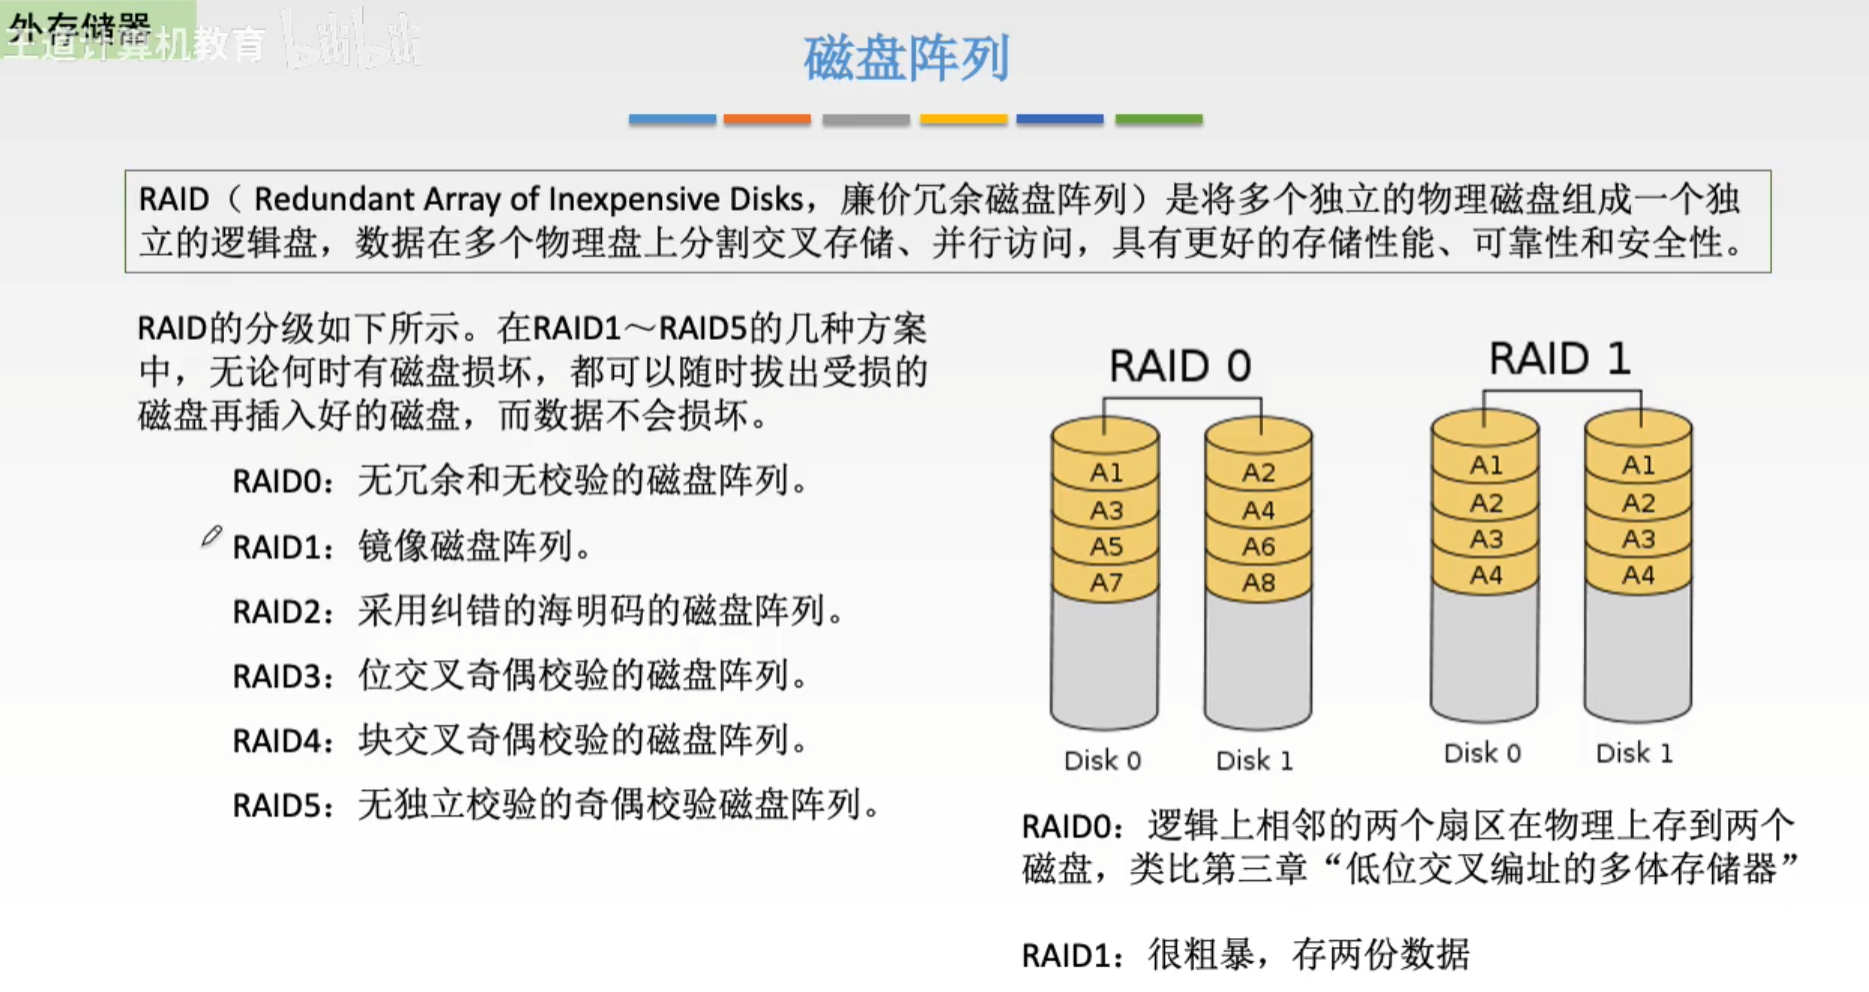 外存储器
王道计算机教育 bilibili
磁盘阵列
RAID（ Redundant Array of Inexpensive Disks，廉价冗余磁盘阵列）是将多个独立的物理磁盘组成一个独
立的逻辑盘，数据在多个物理盘上分割交叉存储、并行访问，具有更好的存储性能、可靠性和安全性。
RAID的分级如下所示。在RAID1～RAID5的几种方案
中，无论何时有磁盘损坏，都可以随时拔出受损的
磁盘再插入好的磁盘，而数据不会损坏。
RAID0：无冗余和无校验的磁盘阵列。
RAID1：镜像磁盘阵列。
RAID2：采用纠错的海明码的磁盘阵列。
RAID3：位交叉奇偶校验的磁盘阵列。
RAID4：块交叉奇偶校验的磁盘阵列。
RAID5：无独立校验的奇偶校验磁盘阵列。
RAID 0
A1 A2
A3 A4
A5 A6
A7 A8
Disk 0 Disk 1
RAID 1
A1 A1
A2 A2
A3 A3
A4 A4
Disk 0 Disk 1
RAID0：逻辑上相邻的两个扇区在物理上存到两个
磁盘，类比第三章“低位交叉编址的多体存储器”
RAID1：很粗暴，存两份数据